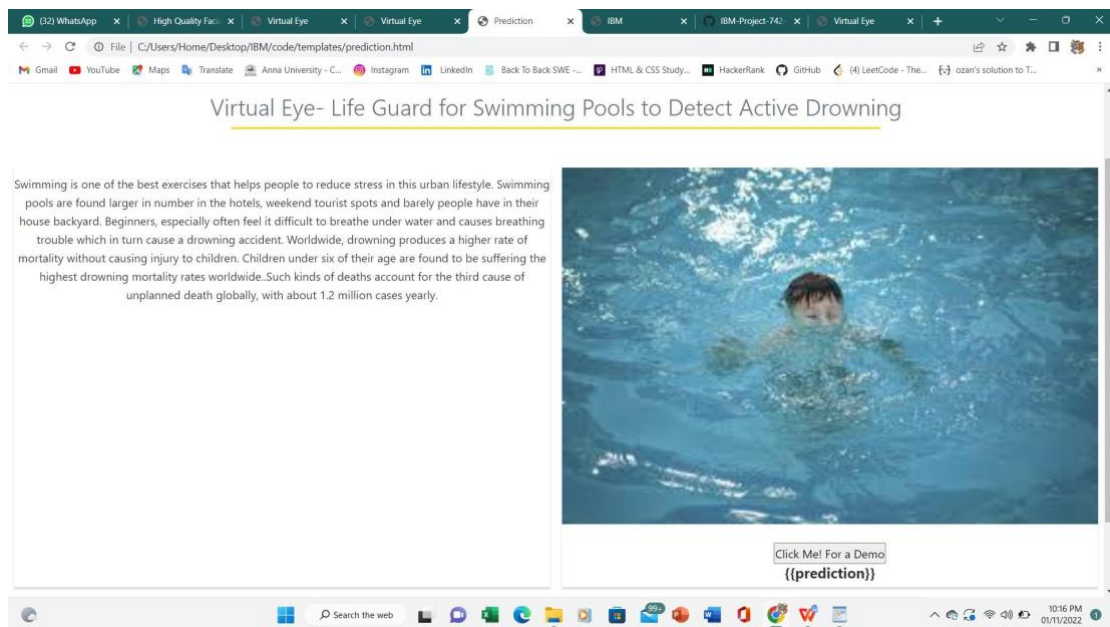 (32) WhatsApp
High Quality Faci
Virtual Eye
Virtual Eye
Prediction
IBM
IBM-Project-742
Virtual Eye
File | C:/Users/Home/Desktop/IBM/code/templates/prediction.html
Gmail
YouTube
Maps
Translate
Anna University - C...
Instagram
LinkedIn
Back To Back SWE -...
HTML & CSS Study...
HackerRank
GitHub
(4) LeetCode - The...
ozan's solution to T...
Virtual Eye- Life Guard for Swimming Pools to Detect Active Drowning
Swimming is one of the best exercises that helps people to reduce stress in this urban lifestyle. Swimming
pools are found larger in number in the hotels, weekend tourist spots and barely people have in their
house backyard. Beginners, especially often feel it difficult to breathe under water and causes breathing
trouble which in turn cause a drowning accident. Worldwide, drowning produces a higher rate of
mortality without causing injury to children. Children under six of their age are found to be suffering the
highest drowning mortality rates worldwide..Such kinds of deaths account for the third cause of
unplanned death globally, with about 1.2 million cases yearly.
Click Me! For a Demo
{{prediction}}
Search the web
99+
10:16 PM
01/11/2022